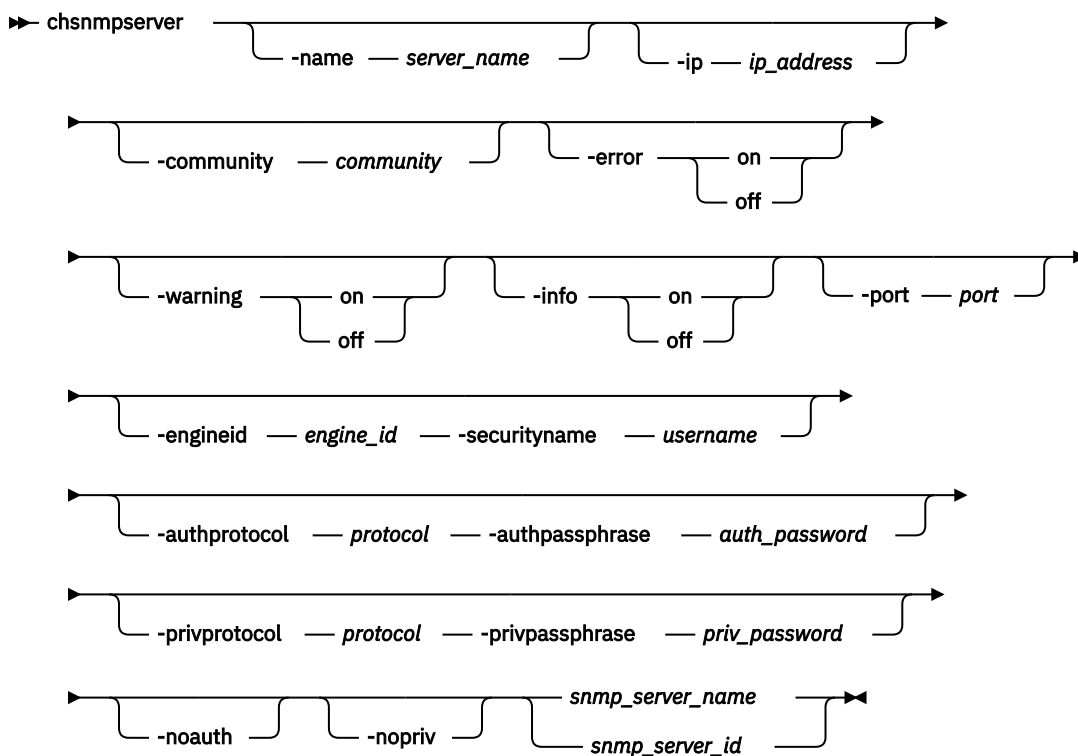 chsnmpserver
-name server_name -ip ip_address
-community community -error on
off
-warning on -info on -port port
off off
-engineid engine_id -securityname username
-authprotocol protocol -authpassphrase auth_password
-privprotocol protocol -privpassphrase priv_password
snmp_server_name
-noauth -nopriv snmp_server_id